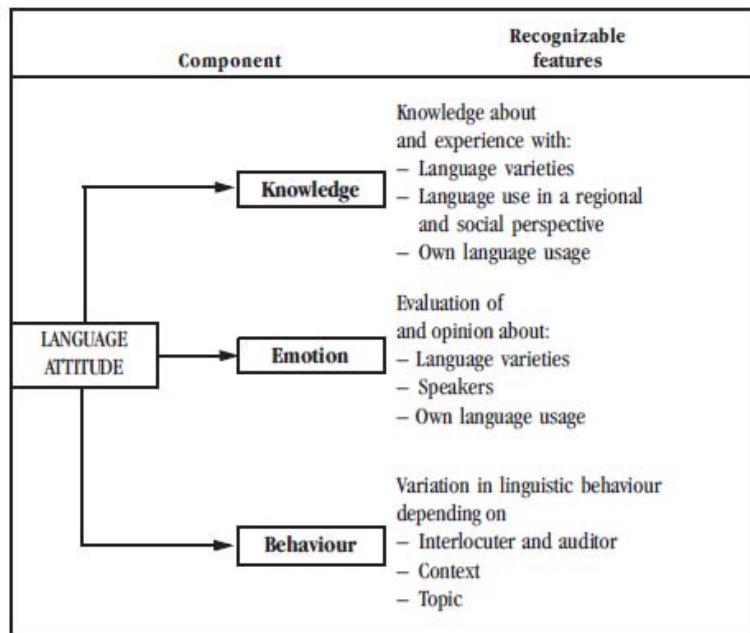 Component
Recognizable
features
Knowledge
Knowledge about
and experience with:
– Language varieties
– Language use in a regional
and social perspective
– Own language usage
LANGUAGE
ATTITUDE
Emotion
Evaluation of
and opinion about:
– Language varieties
– Speakers
– Own language usage
Behaviour
Variation in linguistic behaviour
depending on
– Interlocuter and auditor
– Context
– Topic